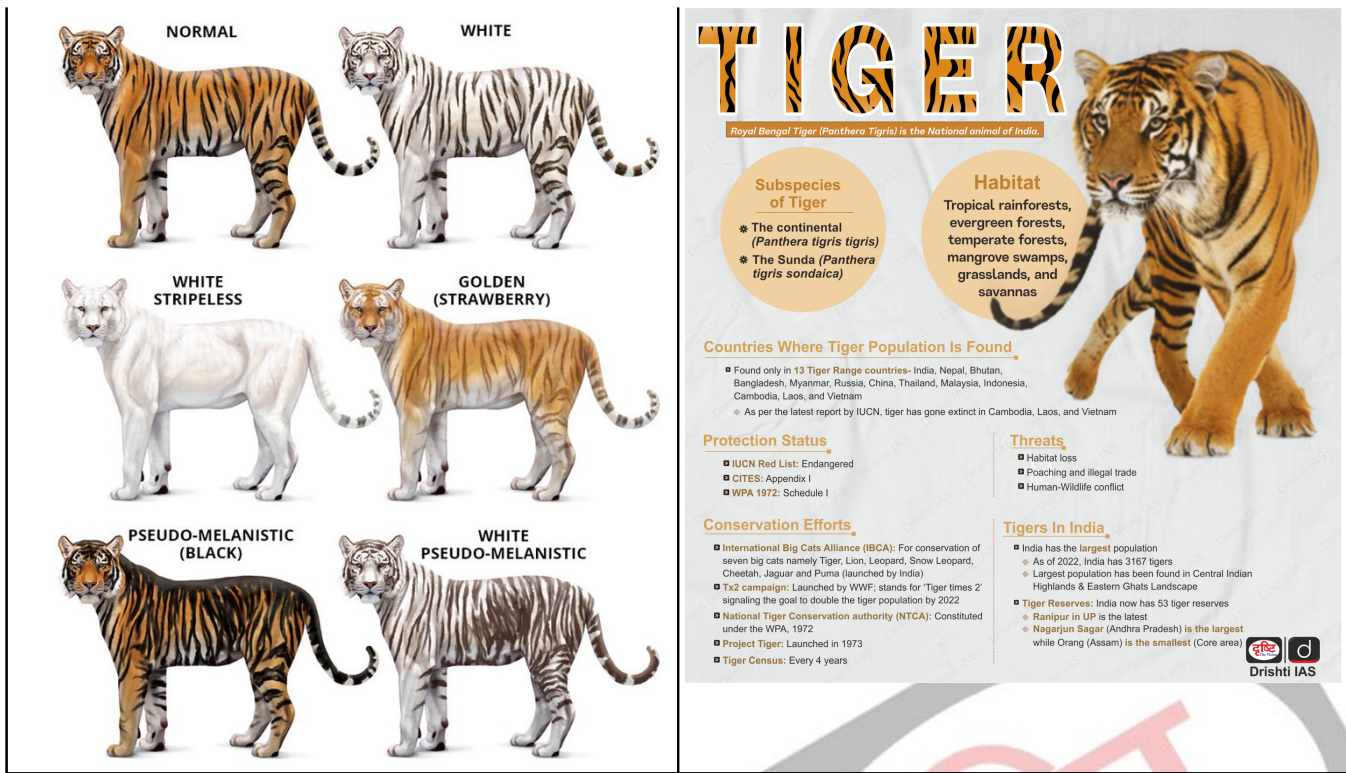 NORMAL
WHITE
WHITE
STRIPELESS
GOLDEN
(STRAWBERRY)
PSEUDO-MELANISTIC
(BLACK)
WHITE
PSEUDO-MELANISTIC
TIGER
Royal Bengal Tiger (Panthera Tigris) is the National animal of India.
Subspecies
of Tiger
The continental
(Panthera tigris tigris)
The Sunda (Panthera
tigris sondaica)
Habitat
Tropical rainforests,
evergreen forests,
temperate forests,
mangrove swamps,
grasslands, and
savannas
Countries Where Tiger Population Is Found
Found only in 13 Tiger Range countries- India, Nepal, Bhutan,
Bangladesh, Myanmar, Russia, China, Thailand, Malaysia, Indonesia,
Cambodia, Laos, and Vietnam
As per the latest report by IUCN, tiger has gone extinct in Cambodia, Laos, and Vietnam
Protection Status
IUCN Red List: Endangered
CITES: Appendix I
WPA 1972: Schedule I
Threats
Habitat loss
Poaching and illegal trade
Human-Wildlife conflict
Conservation Efforts
International Big Cats Alliance (IBCA): For conservation of
seven big cats namely Tiger, Lion, Leopard, Snow Leopard,
Cheetah, Jaguar and Puma (launched by India)
Tx2 campaign: Launched by WWF; stands for 'Tiger times 2'
signaling the goal to double the tiger population by 2022
National Tiger Conservation authority (NTCA): Constituted
under the WPA, 1972
Project Tiger: Launched in 1973
Tiger Census: Every 4 years
Tigers In India
India has the largest population
As of 2022, India has 3167 tigers
Largest population has been found in Central Indian
Highlands & Eastern Ghats Landscape
Tiger Reserves: India now has 53 tiger reserves
Ranipur in UP is the latest
Nagarjun Sagar (Andhra Pradesh) is the largest
while Orang (Assam) is the smallest (Core area)
दृष्टि
The Vision
d
Drishti IAS